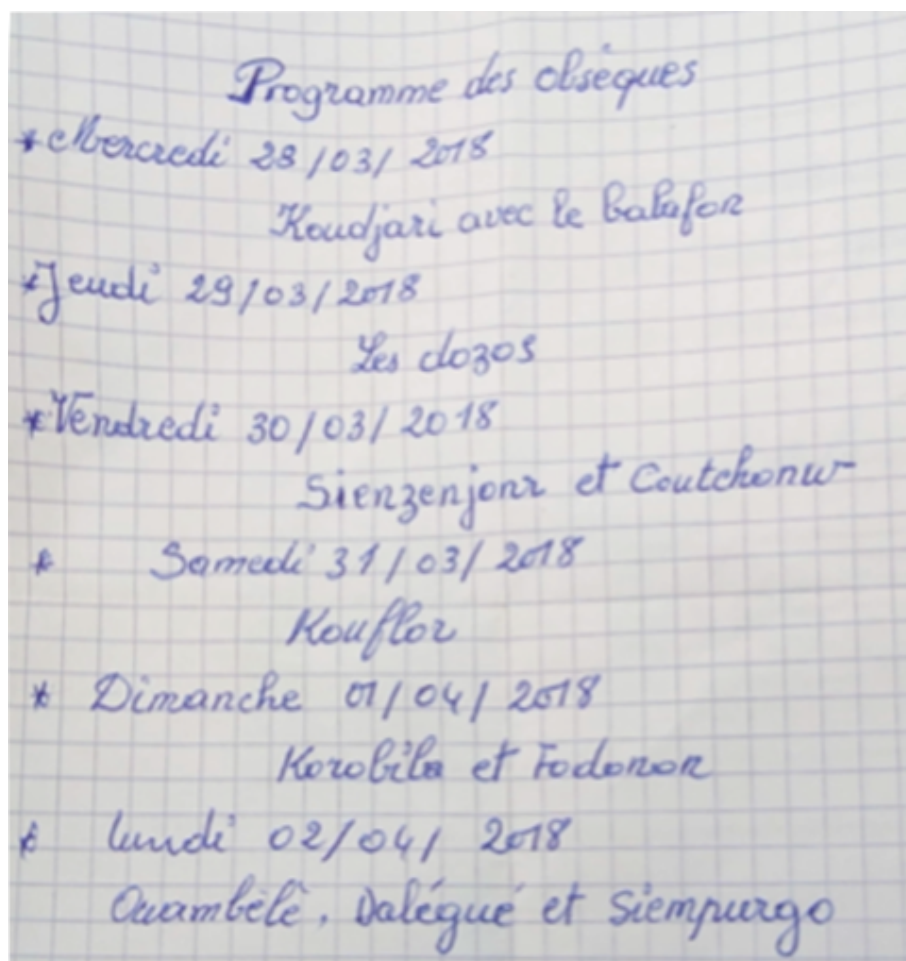 Programme des obsèques
* Mercredi 28/03/ 2018
Koudjari avec le balafon
* Jeudi 29/03/2018
Les dozos
* Vendredi 30/03/2018
Sienzenjonr et
* Samedi 31/03/2018
Kouflor
* Dimanche 01/04/2018
Korobila et Fodonon
* lundi 02/04/ 2018
Ouambélè, Dalégué et Siempurgo